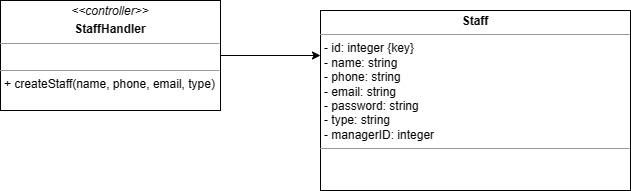 <<controller>>
StaffHandler
+ createStaff(name, phone, email, type)
Staff
- id: integer {key}
- name: string
- phone: string
- email: string
- password: string
- type: string
- managerID: integer